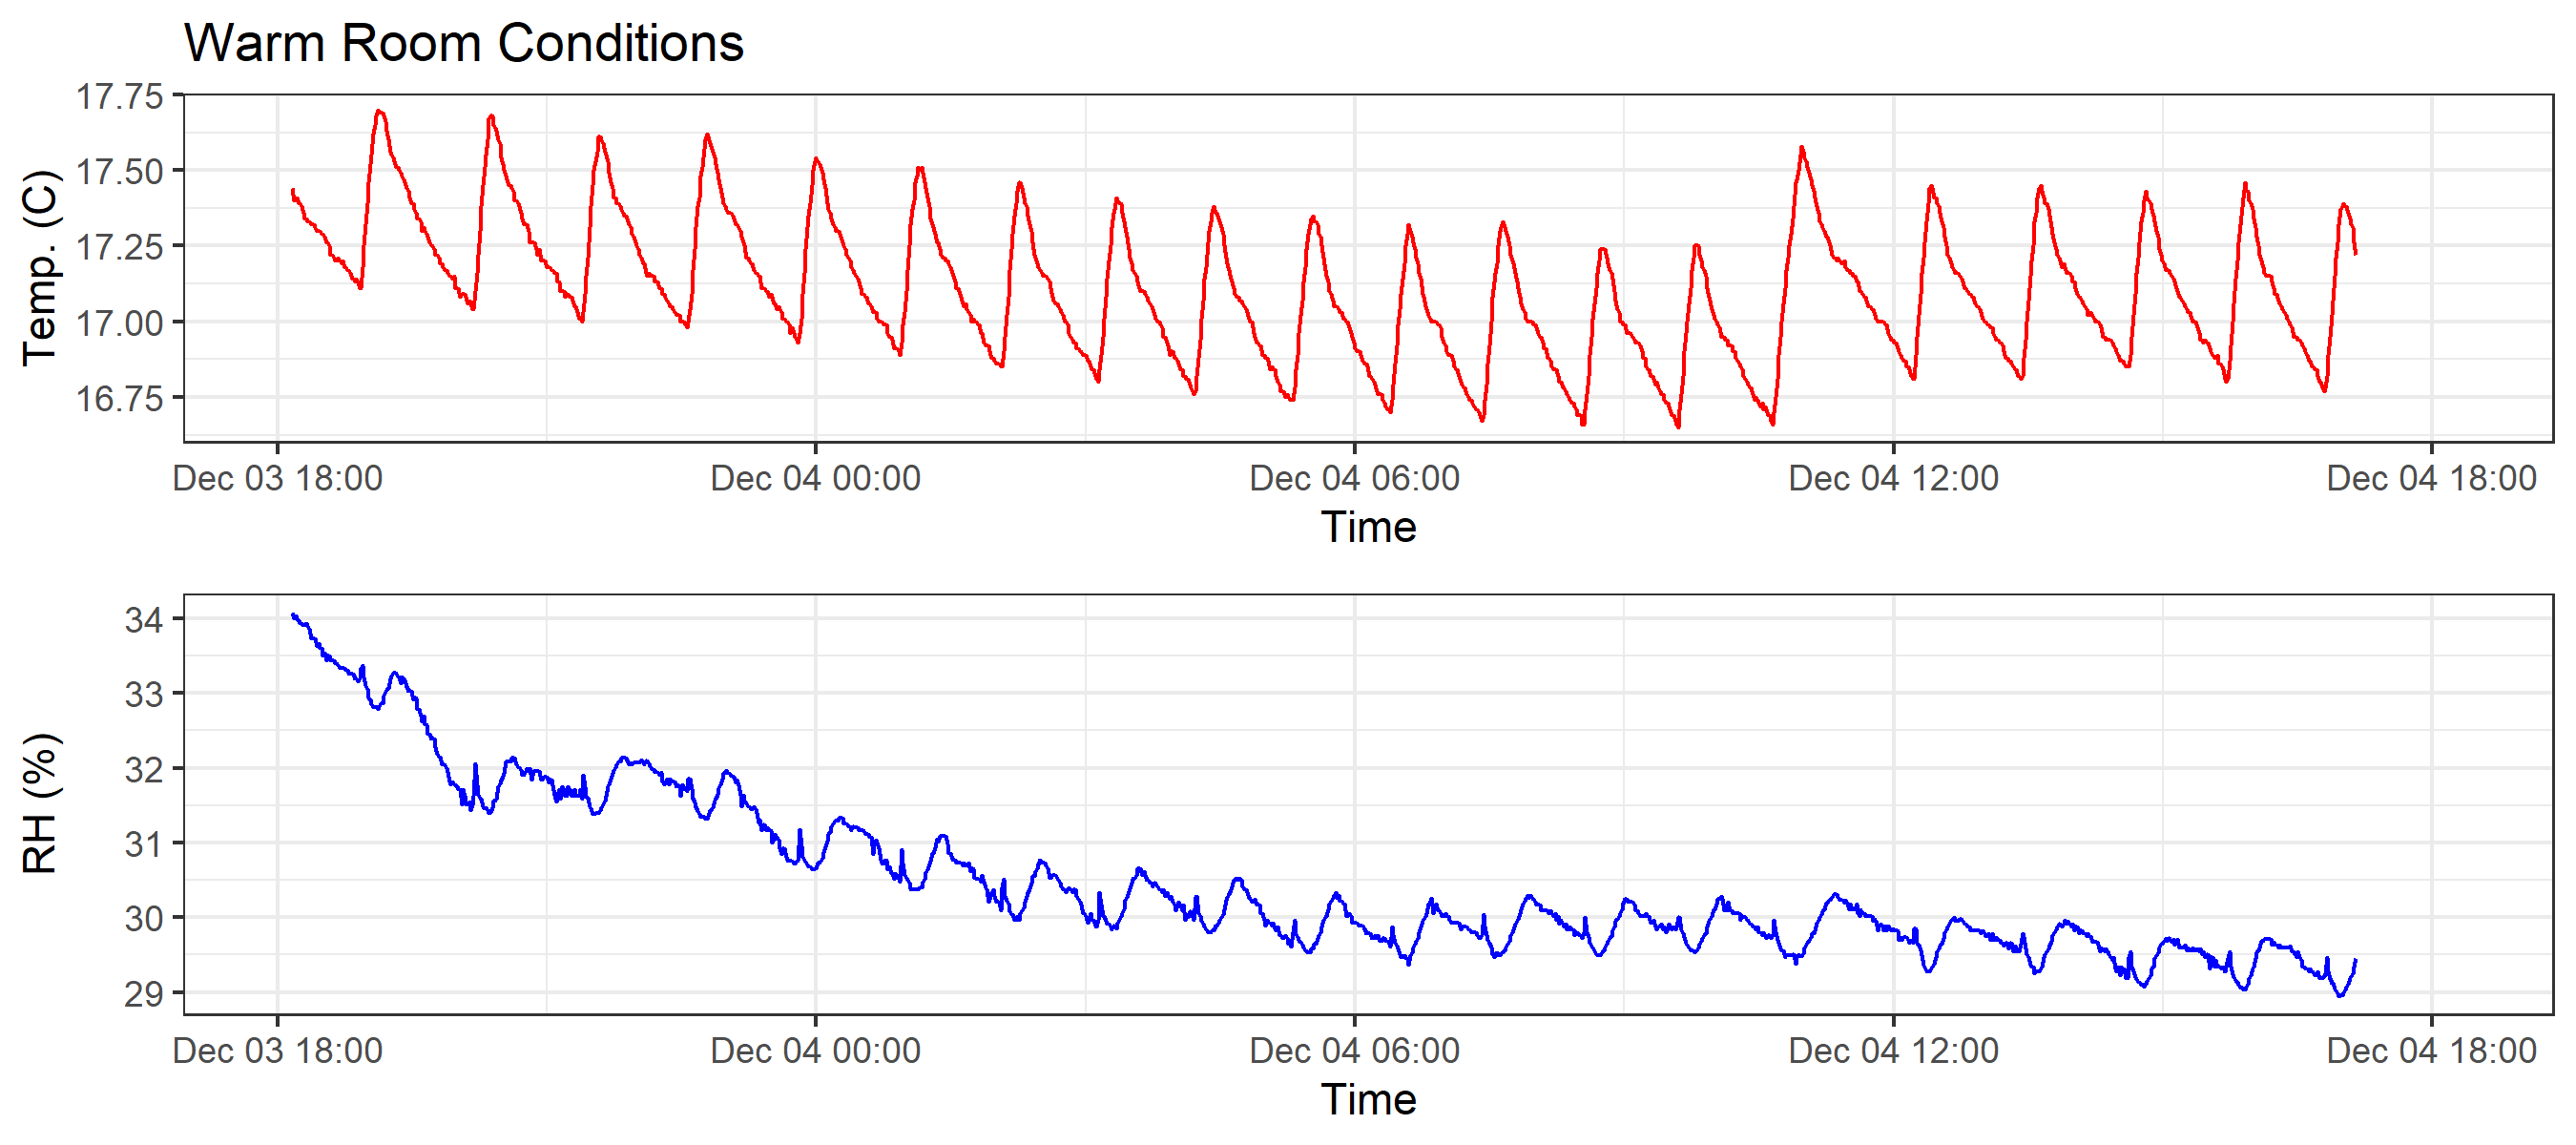 Warm Room Conditions
17.75
17.50
17.25
17.00
16.75
Temp. (C)
Dec 03 18:00 Dec 04 00:00 Dec 04 06:00 Dec 04 12:00 Dec 04 18:00
Time
34
33
32
31
30
29
RH (%)
Dec 03 18:00 Dec 04 00:00 Dec 04 06:00 Dec 04 12:00 Dec 04 18:00
Time